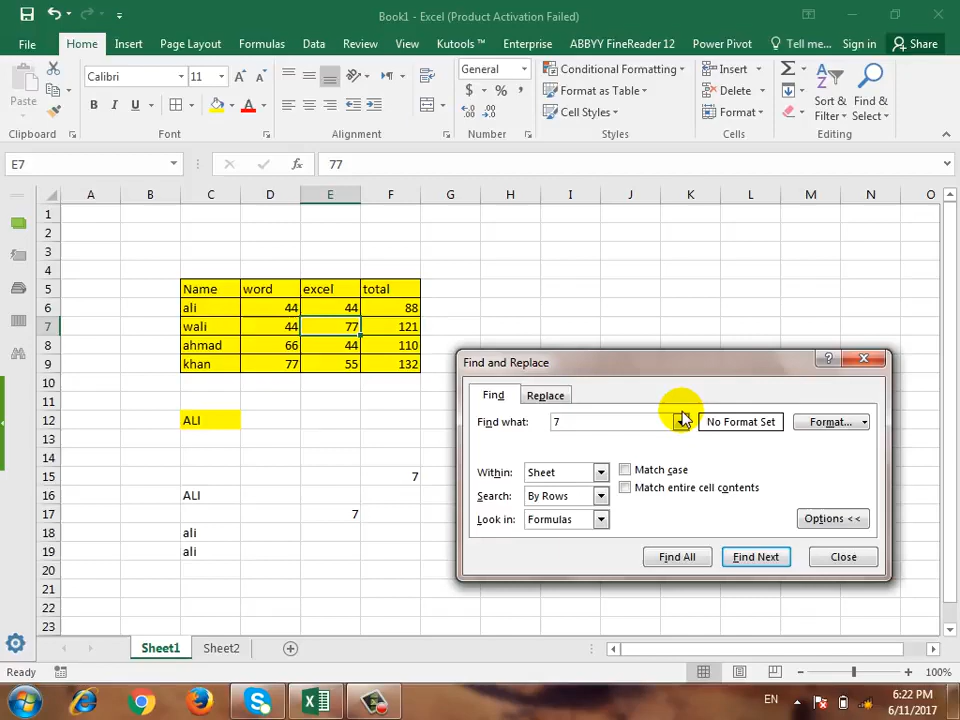 Book1 - Excel (Product Activation Failed)
File Home Insert Page Layout Formulas Data Review View Kutools ™ Enterprise ABBYY FineReader 12 Power Pivot Tell me... Sign in Share
Paste Calibri 11 General Conditional Formatting Insert Sort & Filter Find & Select
B I U A $ % , Format as Table Delete
Cell Styles Format
Clipboard Font Alignment Number Styles Cells Editing
E7 fx 77
A B C D E F G H I J K L M N O
1
2
3
4
5 Name word excel total
6 ali 44 44 88
7 wali 44 77 121
8 ahmad 66 44 110
9 khan 77 55 132
10
11
12 ALI
13
14
15 7
16 ALI
17 7
18 ali
19 ali
20
21
22
23
Find and Replace
Find Replace
Find what: 7 No Format Set Format...
Within: Sheet Match case
Search: By Rows Match entire cell contents
Look in: Formulas Options <<
Find All Find Next Close
Sheet1 Sheet2
Ready 100%
EN 6:22 PM
6/11/2017